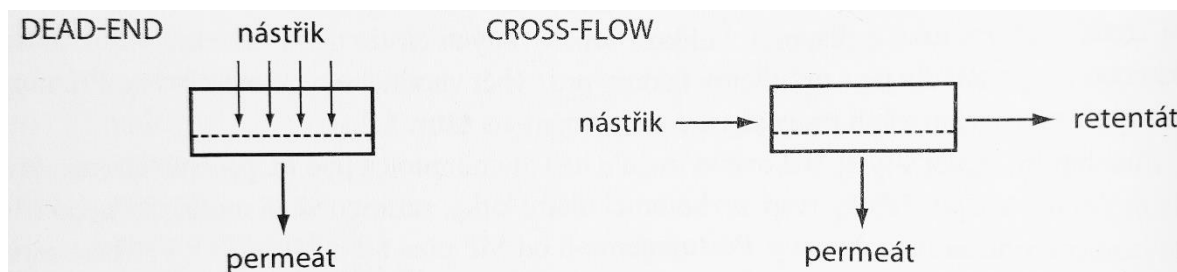 DEAD-END
nástřik
permeát
CROSS-FLOW
nástřik
retentát
permeát